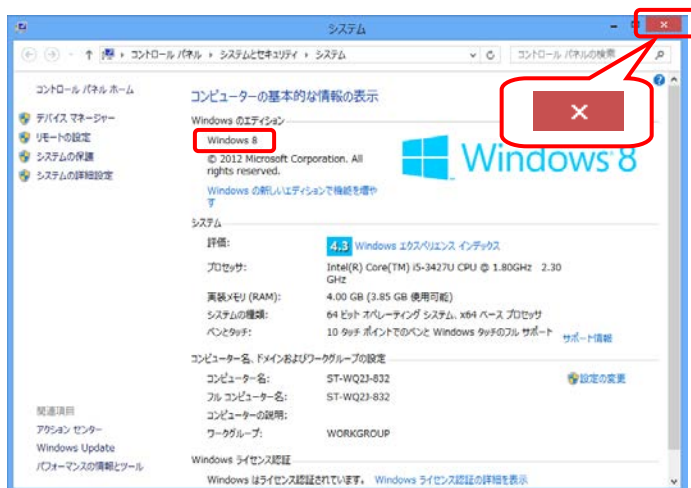 システム
コントロール パネル ▸ システムとセキュリティ ▸ システム
コントロール パネルの検索
コントロール パネル ホーム
デバイス マネージャー
リモートの設定
システムの保護
システムの詳細設定
コンピューターの基本的な情報の表示
Windows のエディション
Windows 8
© 2012 Microsoft Corporation. All
rights reserved.
Windows の新しいエディションで機能を増や
す
Windows 8
システム
評価:
4.3 Windows エクスペリエンス インデックス
プロセッサ:
Intel(R) Core(TM) i5-3427U CPU @ 1.80GHz 2.30
GHz
実装メモリ (RAM):
4.00 GB (3.85 GB 使用可能)
システムの種類:
64 ビット オペレーティング システム、x64 ベース プロセッサ
ペンとタッチ:
10 タッチ ポイントでのペンと Windows タッチのフル サポート
サポート情報
コンピューター名、ドメインおよびワークグループの設定
コンピューター名:
ST-WQ2J-832
設定の変更
フル コンピューター名:
ST-WQ2J-832
コンピューターの説明:
ワークグループ:
WORKGROUP
Windows ライセンス認証
Windows はライセンス認証されています。 Windows ライセンス認証の詳細を表示
関連項目
アクション センター
Windows Update
パフォーマンスの情報とツール